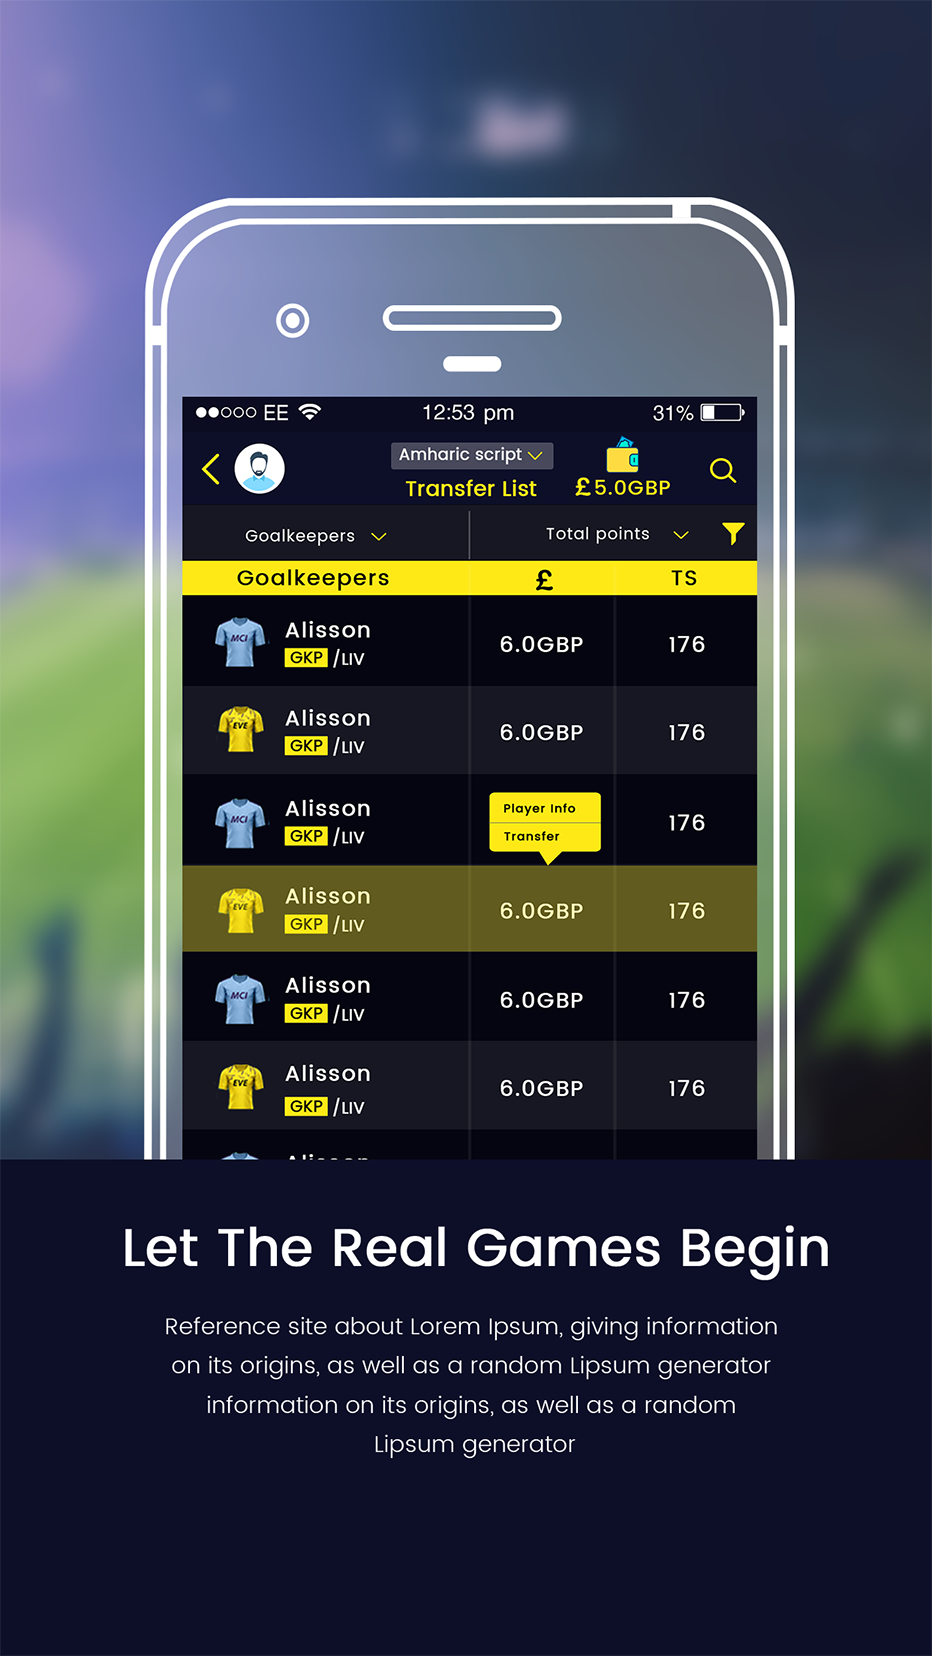 EE 12:53 pm 31%
Amharic script
Transfer List £5.0GBP
Goalkeepers Total points
Goalkeepers £ TS
MCI Alisson 6.0GBP 176
GKP /LIV
EVE Alisson 6.0GBP 176
GKP /LIV
MCI Alisson 176
GKP /LIV
Player Info
Transfer
EVE Alisson 6.0GBP 176
GKP /LIV
MCI Alisson 6.0GBP 176
GKP /LIV
EVE Alisson 6.0GBP 176
GKP /LIV
Let The Real Games Begin
Reference site about Lorem Ipsum, giving information
on its origins, as well as a random Lipsum generator
information on its origins, as well as a random
Lipsum generator